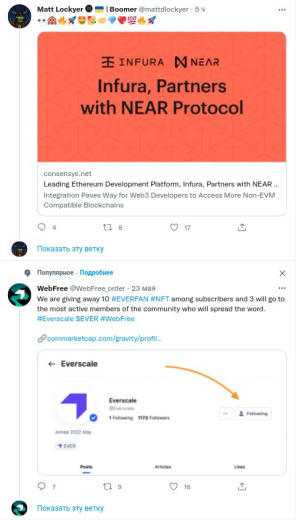 Matt Lockyer | Boomer @mattdlockyer · 5 ч
INFURA NEAR
Infura, Partners
with NEAR Protocol
consensys.net
Leading Ethereum Development Platform, Infura, Partners with NEAR ...
Integration Paves Way for Web3 Developers to Access More Non-EVM
Compatible Blockchains
4 8 17
Показать эту ветку
Популярное · Подробнее
WebFree @WebFree_order · 23 мая
We are giving away 10 #EVERFAN #NFT among subscribers and 3 will go to
the most active members of the community who will spread the word.
#Everscale $EVER #WebFree
coinmarketcap.com/gravity/profil...
Everscale
Everscale
@Everscale
1 Following 1178 Followers
Following
Joined 2022 May
EVER
Posts Articles Likes
7 9 16
Показать эту ветку